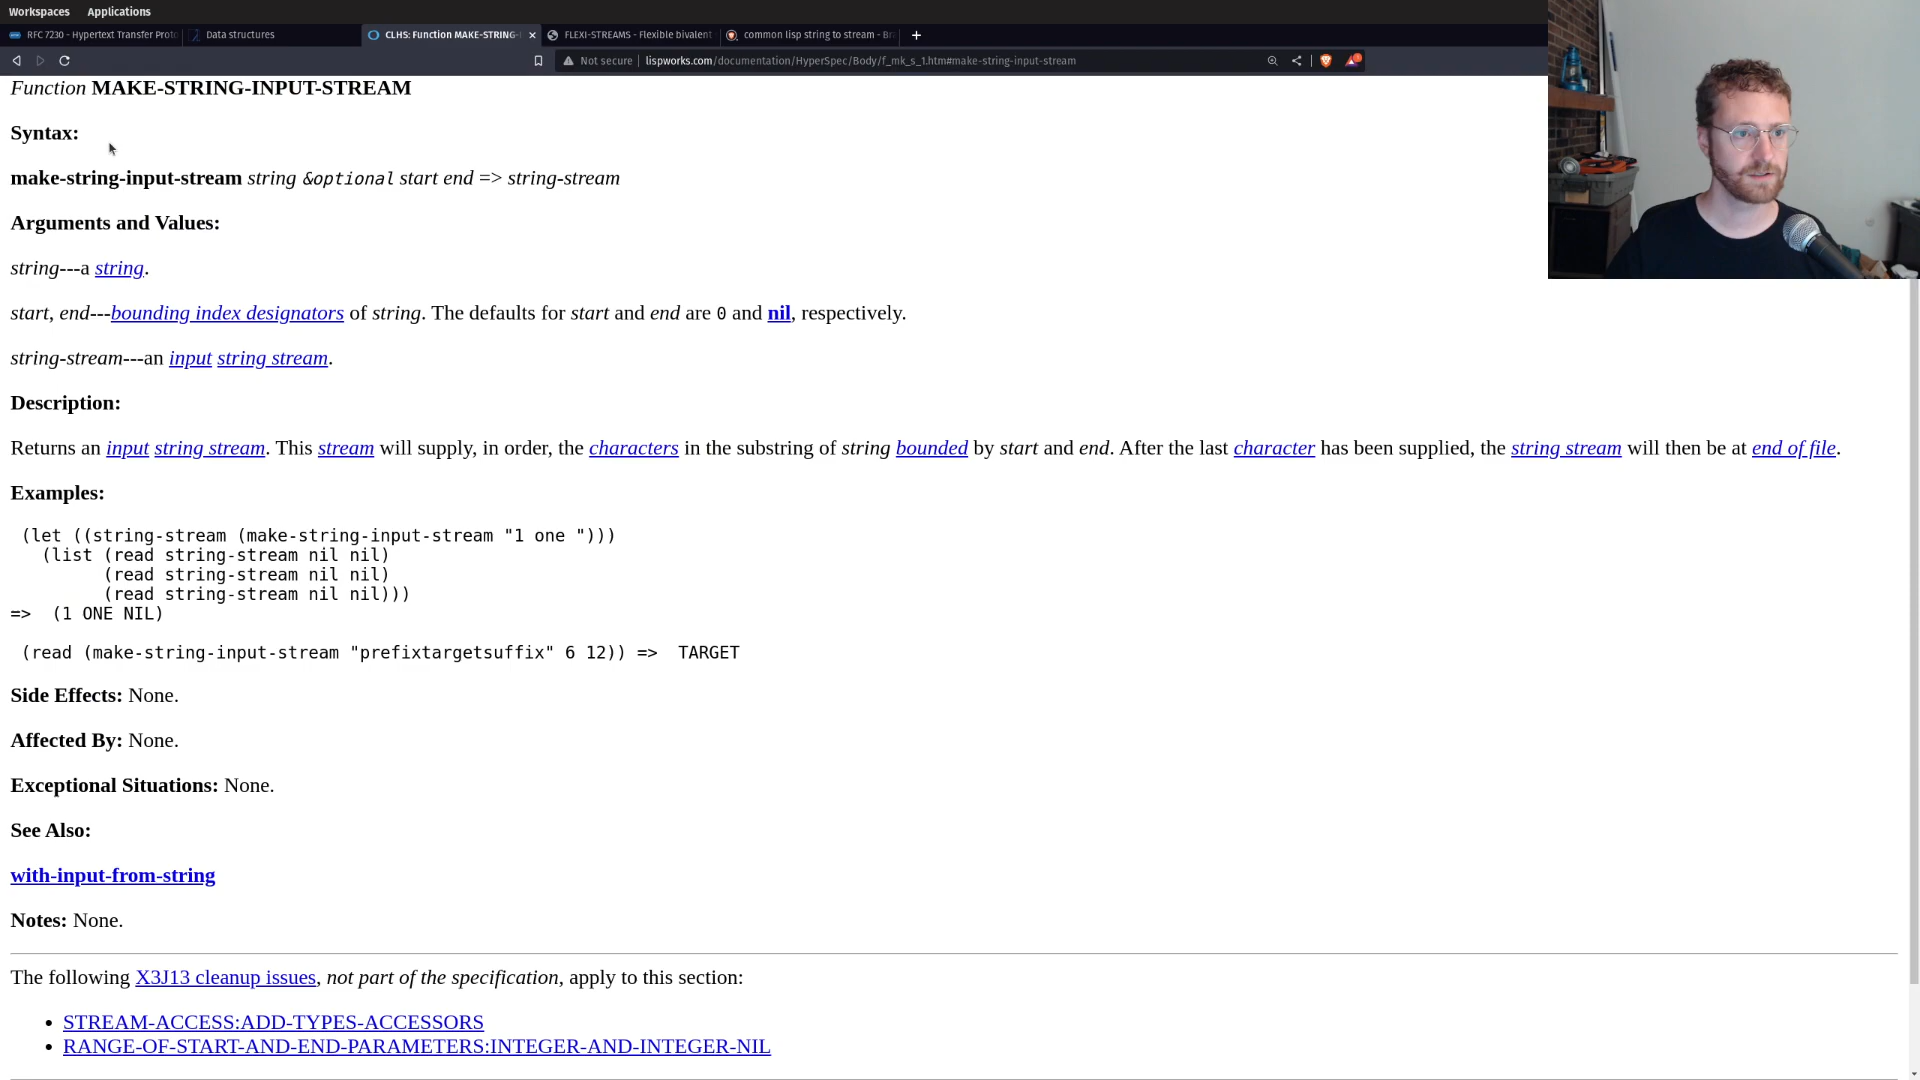 Workspaces Applications
RFC 7230 - Hypertext Transfer Proto Data structures CLHS: Function MAKE-STRING- FLEXI-STREAMS - Flexible bivalent common lisp string to stream - Br
Not secure lispworks.com/documentation/HyperSpec/Body/f_mk_s_1.htm#make-string-input-stream
Function MAKE-STRING-INPUT-STREAM
Syntax:
make-string-input-stream string &optional start end => string-stream
Arguments and Values:
string---a string.
start, end---bounding index designators of string. The defaults for start and end are 0 and nil, respectively.
string-stream---an input string stream.
Description:
Returns an input string stream. This stream will supply, in order, the characters in the substring of string bounded by start and end. After the last character has been supplied, the string stream will then be at end of file.
Examples:
(let ((string-stream (make-string-input-stream "1 one ")))
(list (read string-stream nil nil)
(read string-stream nil nil)
(read string-stream nil nil)))
=> (1 ONE NIL)
(read (make-string-input-stream "prefixtargetsuffix" 6 12)) => TARGET
Side Effects: None.
Affected By: None.
Exceptional Situations: None.
See Also:
with-input-from-string
Notes: None.
The following X3J13 cleanup issues, not part of the specification, apply to this section:
• STREAM-ACCESS:ADD-TYPES-ACCESSORS
• RANGE-OF-START-AND-END-PARAMETERS:INTEGER-AND-INTEGER-NIL